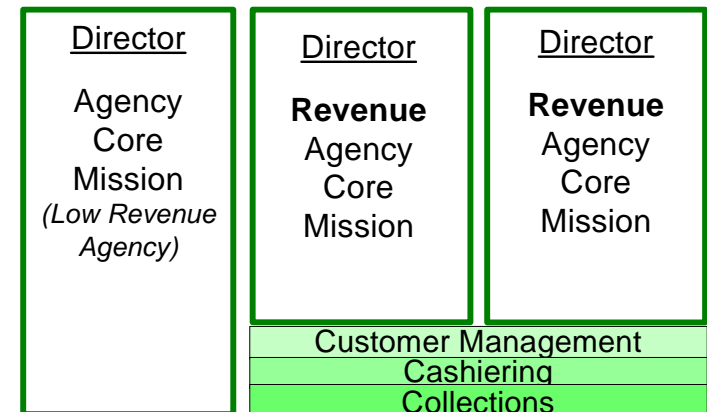 Director
Agency
Core
Mission
(Low Revenue
Agency)
Director
Revenue
Agency
Core
Mission
Director
Revenue
Agency
Core
Mission
Customer Management
Cashiering
Collections